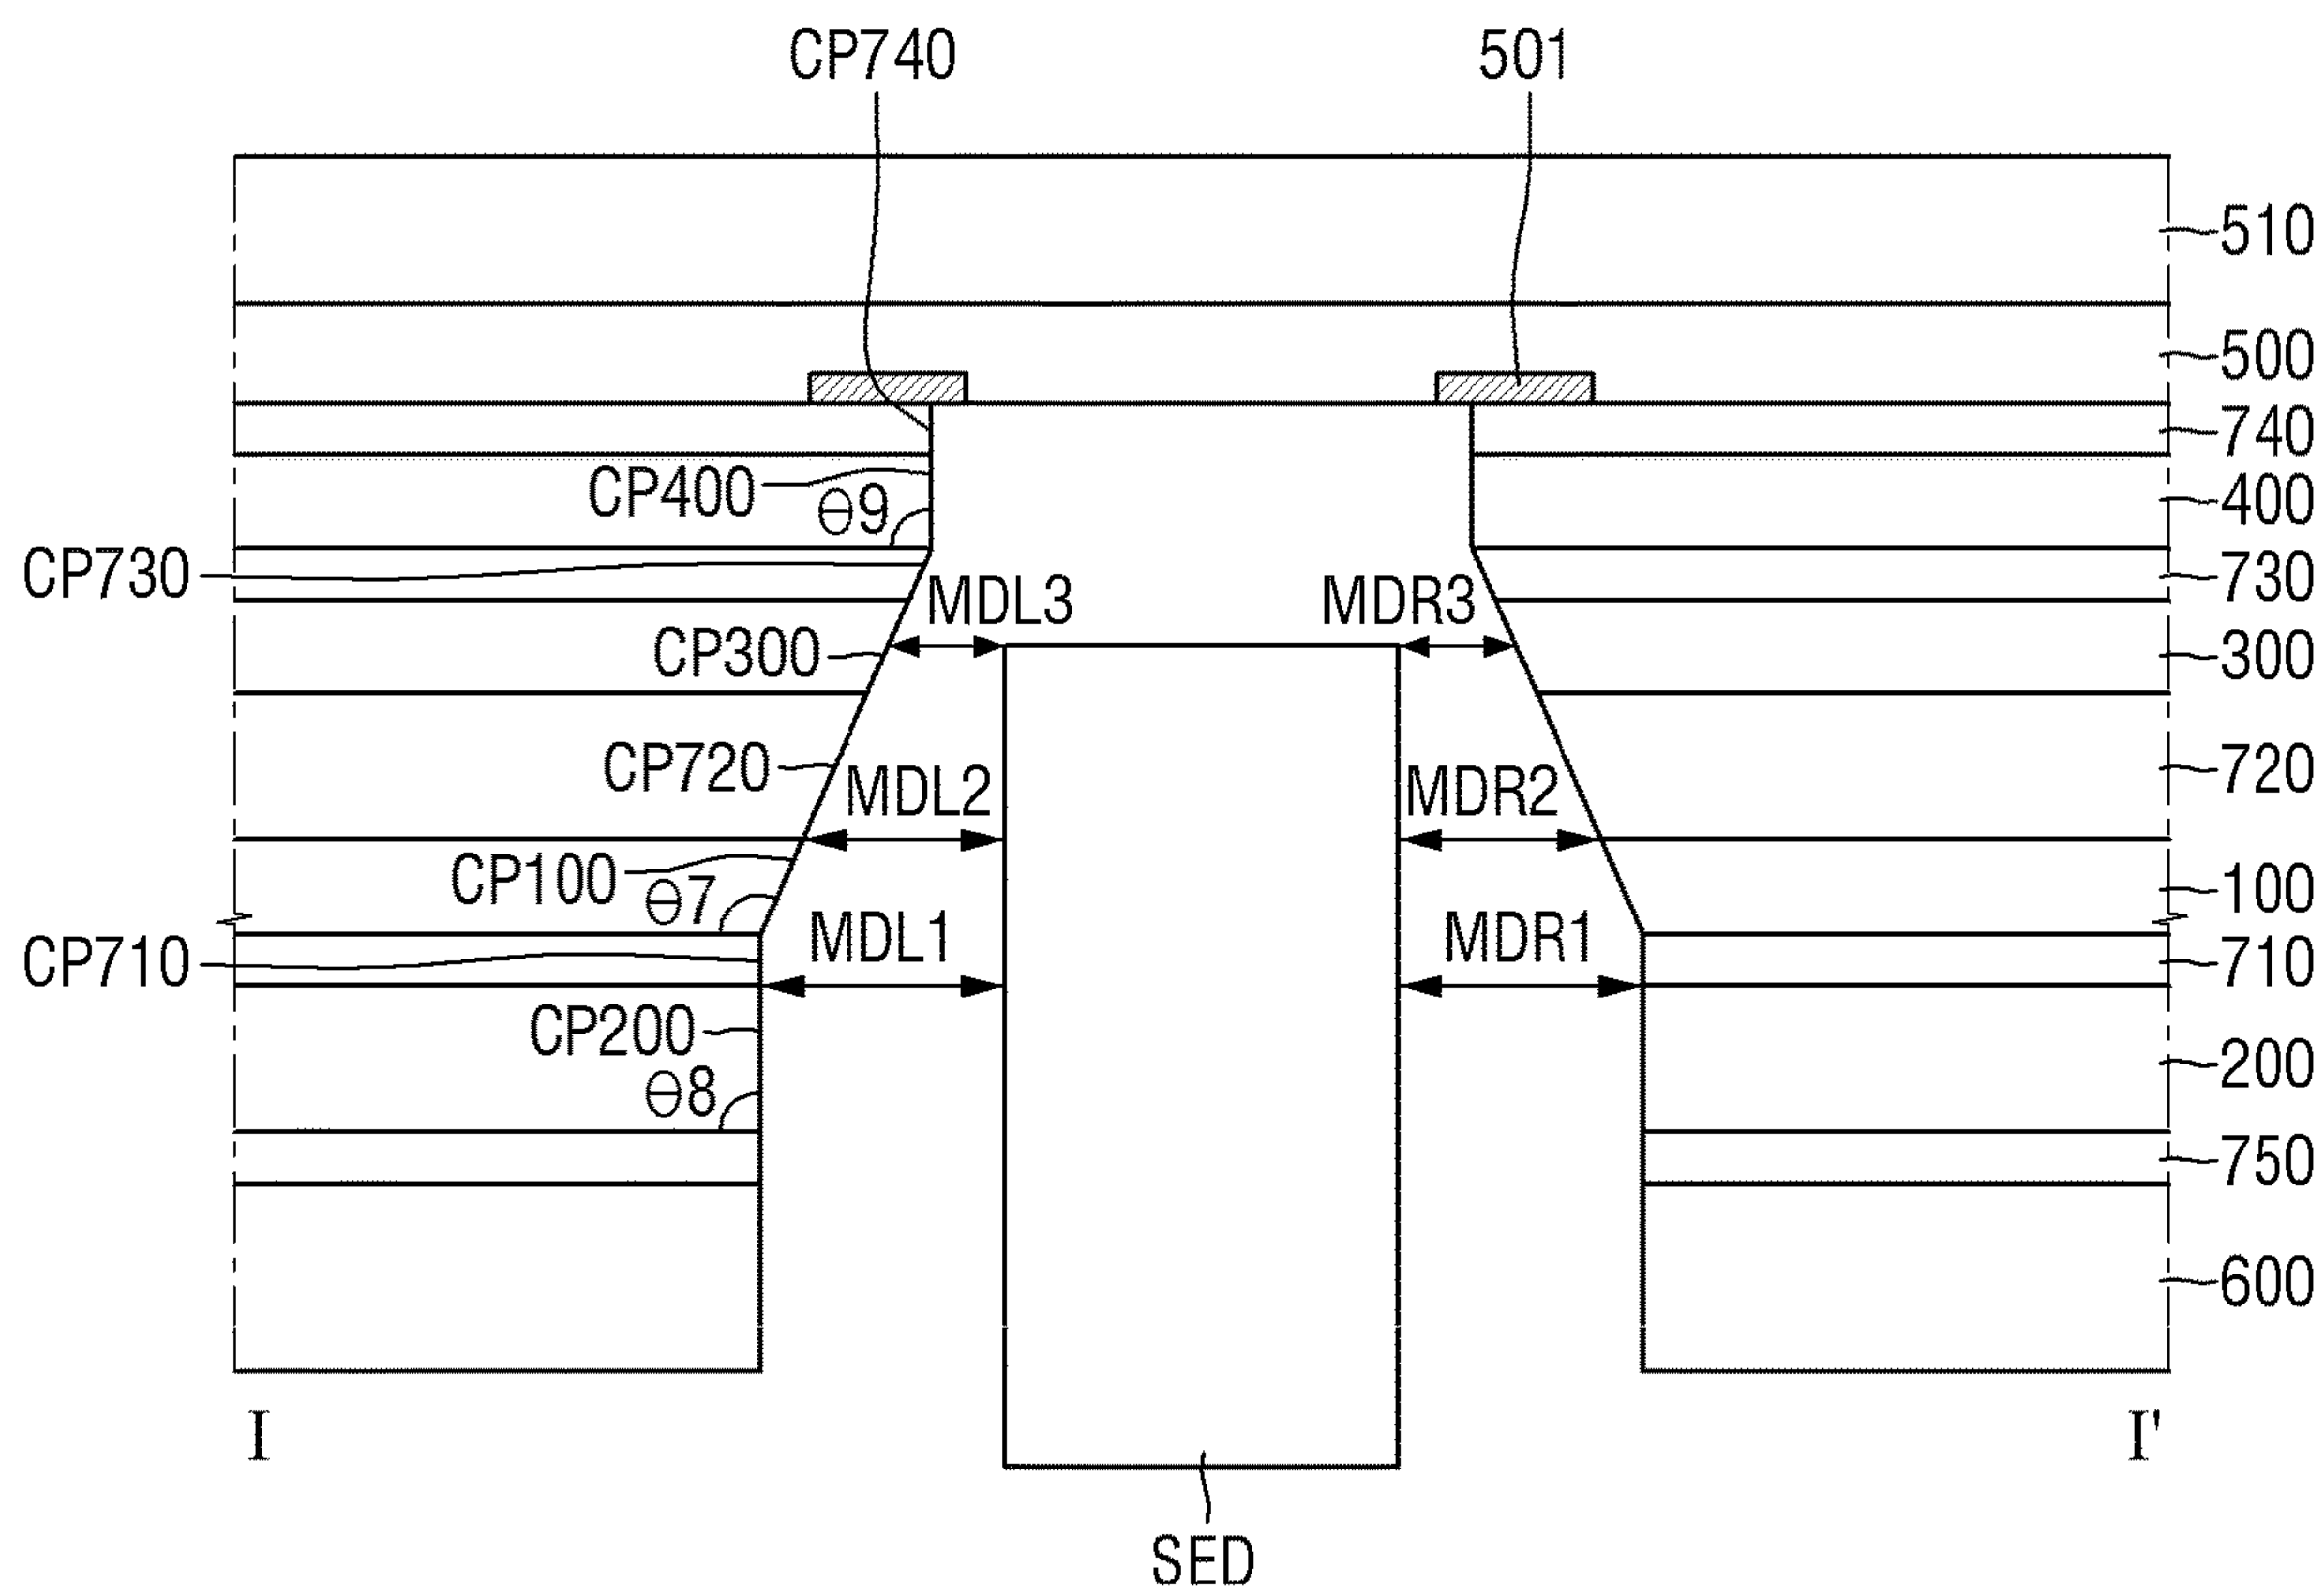 CP740 501
510
500
740
CP400
400
θ9
CP730 730
MDL3 MDR3
CP300 300
CP720 720
MDL2 MDR2
CP100 100
θ7
MDL1 MDR1
CP710 710
CP200 200
θ8
750
600
I I'
SED